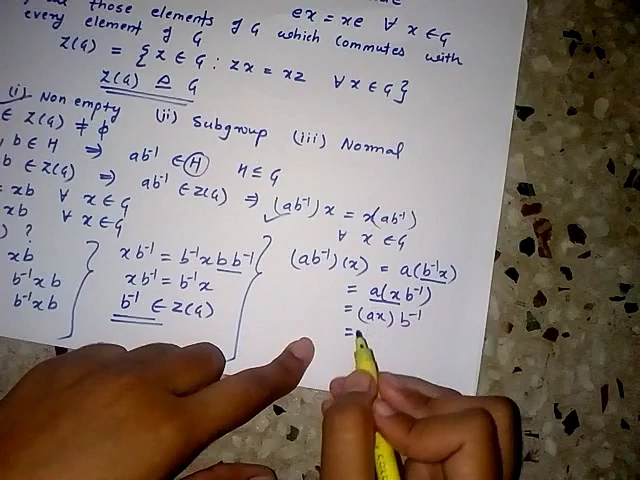 those elements of G which commutes with
ex = xe ∀ x ∈ G
every element of G
Z(G) = {z ∈ G : zx = xz ∀ x ∈ G}
Z(G) ⊴ G
(i) Non empty (ii) Subgroup (iii) Normal
∈ Z(G) ≠ ϕ
, b ∈ H ⇒ ab⁻¹ ∈ H H ≤ G
b ∈ Z(G) ⇒ ab⁻¹ ∈ Z(G) ⇒ (ab⁻¹)x = x(ab⁻¹)
= xb ∀ x ∈ G ∀ x ∈ G
xb ∀ x ∈ G
) ?
xb
b⁻¹xb
b⁻¹xb
xb⁻¹ = b⁻¹xbb⁻¹
xb⁻¹ = b⁻¹x
b⁻¹ ∈ Z(G)
(ab⁻¹)(x) = a(b⁻¹x)
= a(xb⁻¹)
= (ax)b⁻¹
=